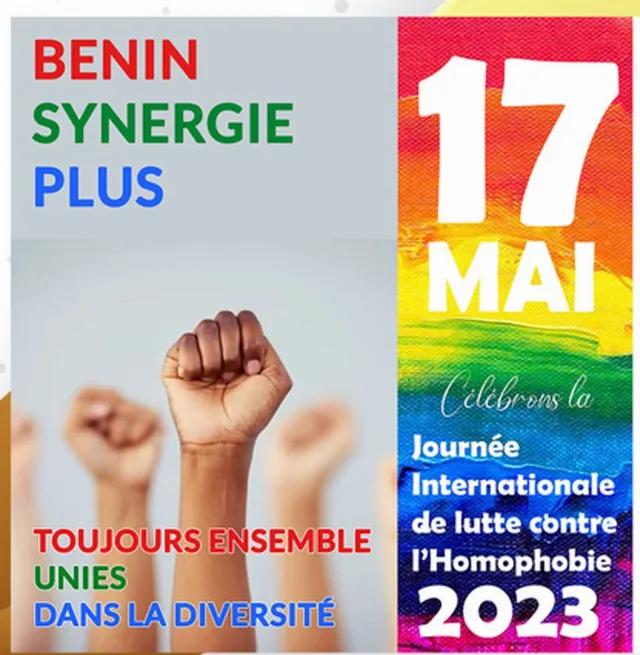 BENIN
SYNERGIE
PLUS
TOUJOURS ENSEMBLE
UNIES
DANS LA DIVERSITÉ
17
MAI
Célèbrons la
Journée
Internationale
de lutte contre
l'Homophobie
2023